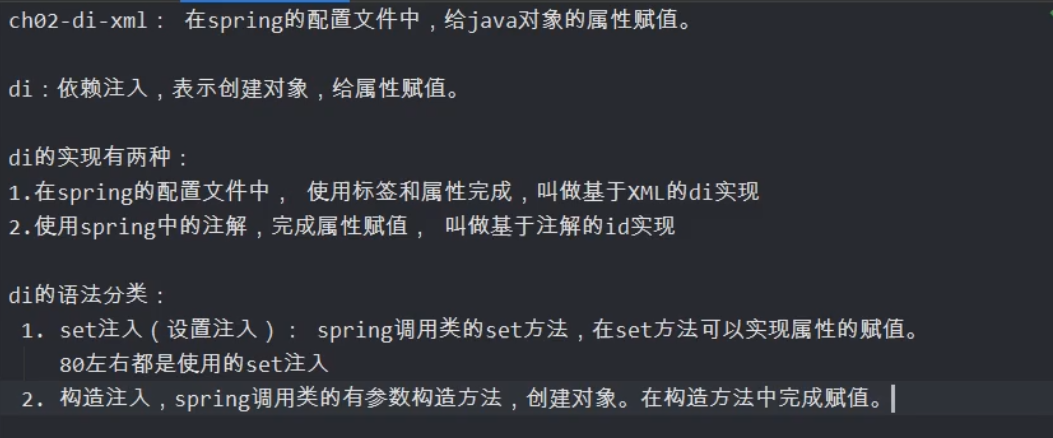 ch02-di-xml： 在spring的配置文件中，给java对象的属性赋值。
di：依赖注入，表示创建对象，给属性赋值。
di的实现有两种：
1.在spring的配置文件中， 使用标签和属性完成，叫做基于XML的di实现
2.使用spring中的注解，完成属性赋值， 叫做基于注解的id实现
di的语法分类：
1. set注入（设置注入）： spring调用类的set方法，在set方法可以实现属性的赋值。
80左右都是使用的set注入
2. 构造注入，spring调用类的有参数构造方法，创建对象。在构造方法中完成赋值。